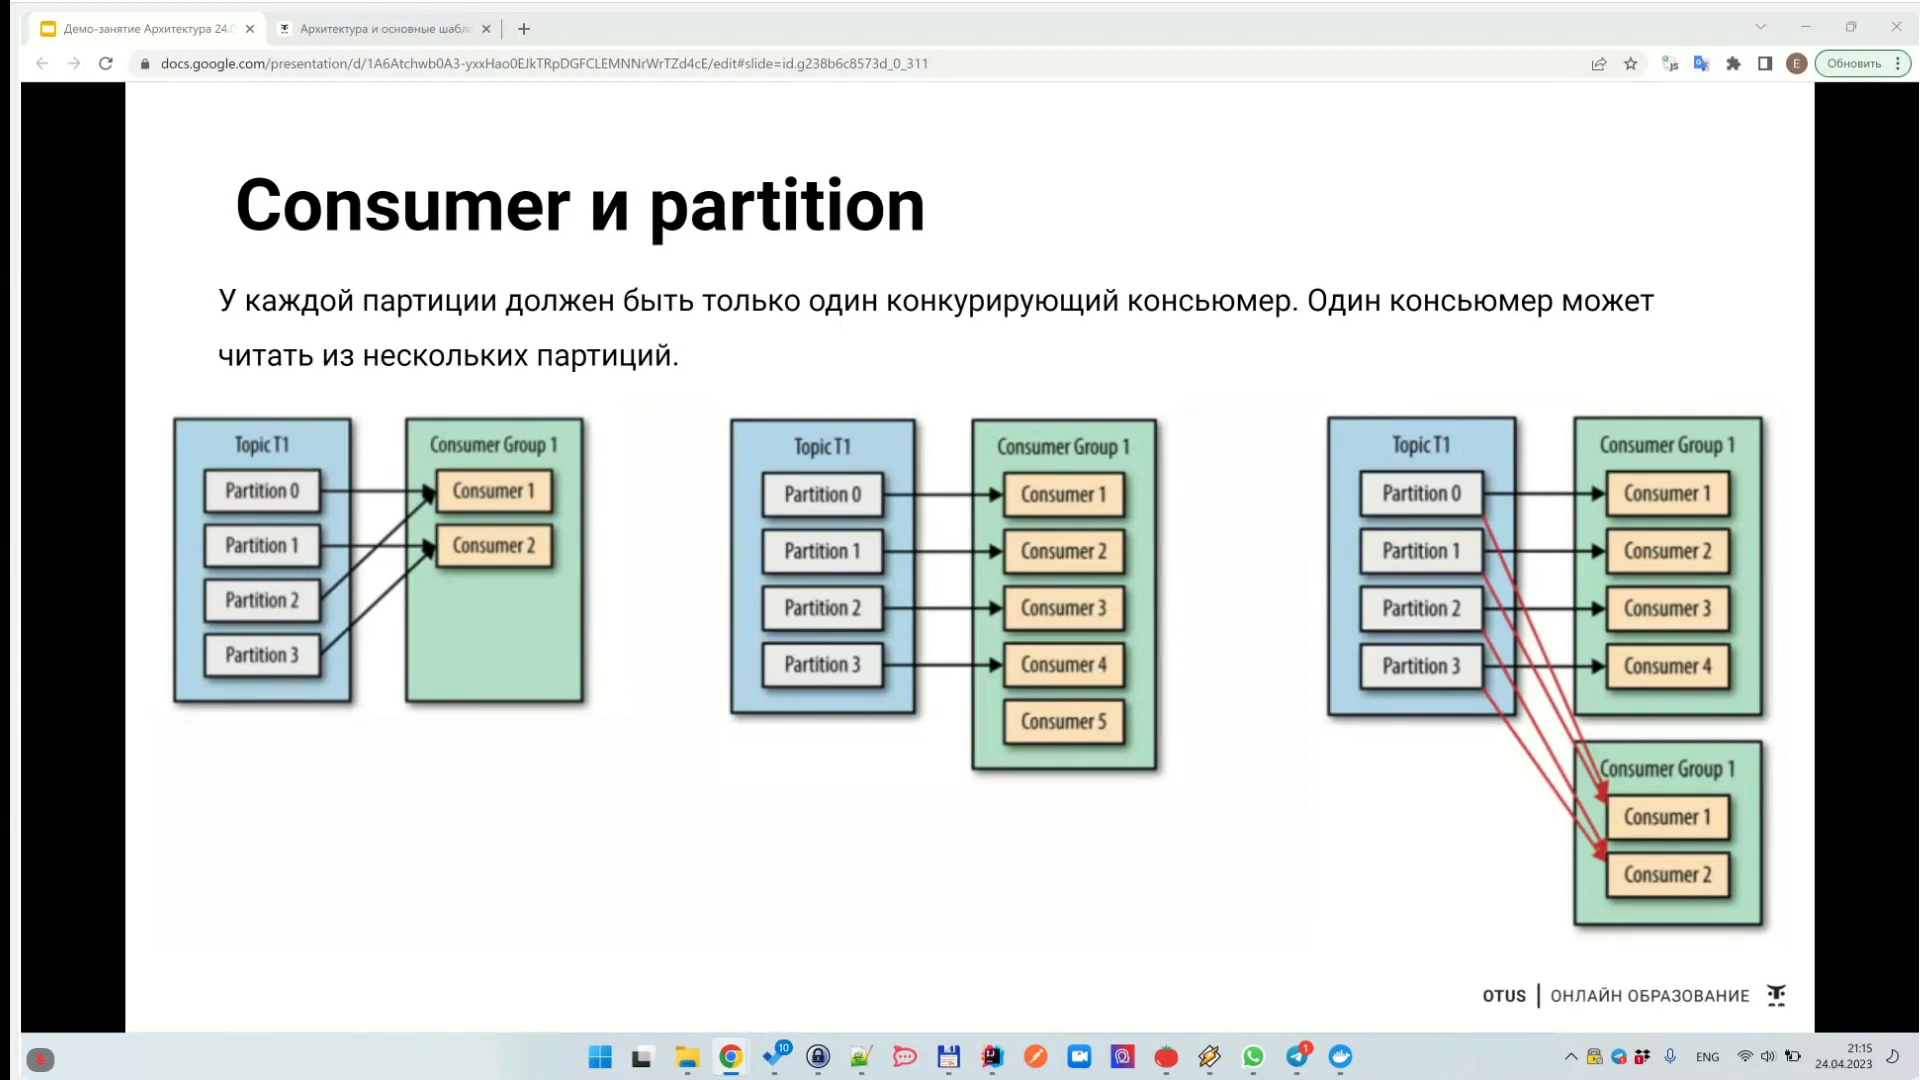 Демо-занятие Архитектура 24.0
Архитектура и основные шабло
docs.google.com/presentation/d/1A6Atchwb0A3-yxxHao0EJkTRpDGFCLEMNNrWrTZd4cE/edit#slide=id.g238b6c8573d_0_311
E
Обновить
Consumer и partition
У каждой партиции должен быть только один конкурирующий консьюмер. Один консьюмер может
читать из нескольких партиций.
Topic T1
Partition 0
Partition 1
Partition 2
Partition 3
Consumer Group 1
Consumer 1
Consumer 2
Topic T1
Partition 0
Partition 1
Partition 2
Partition 3
Consumer Group 1
Consumer 1
Consumer 2
Consumer 3
Consumer 4
Consumer 5
Topic T1
Partition 0
Partition 1
Partition 2
Partition 3
Consumer Group 1
Consumer 1
Consumer 2
Consumer 3
Consumer 4
Consumer Group 1
Consumer 1
Consumer 2
OTUS | ОНЛАЙН ОБРАЗОВАНИЕ
10
1
ENG
21:15
24.04.2023